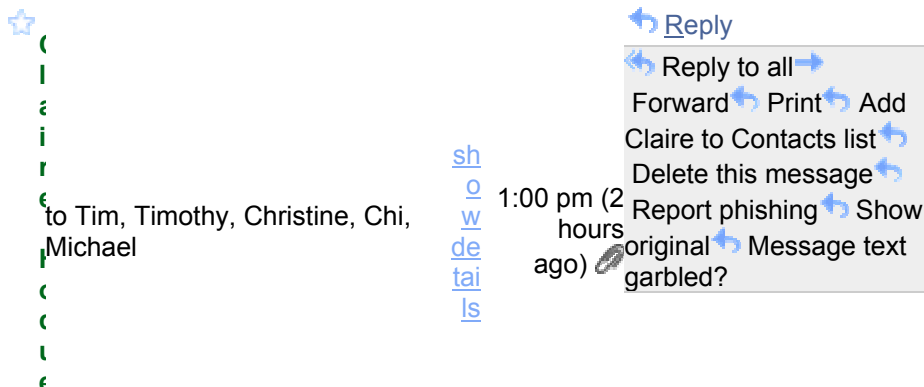 Claire
to Tim, Timothy, Christine, Chi,
Michael
sh
o
w
de
tai
ls
1:00 pm (2
hours
ago)
Reply
Reply to all
Forward Print Add
Claire to Contacts list
Delete this message
Report phishing Show
original Message text
garbled?